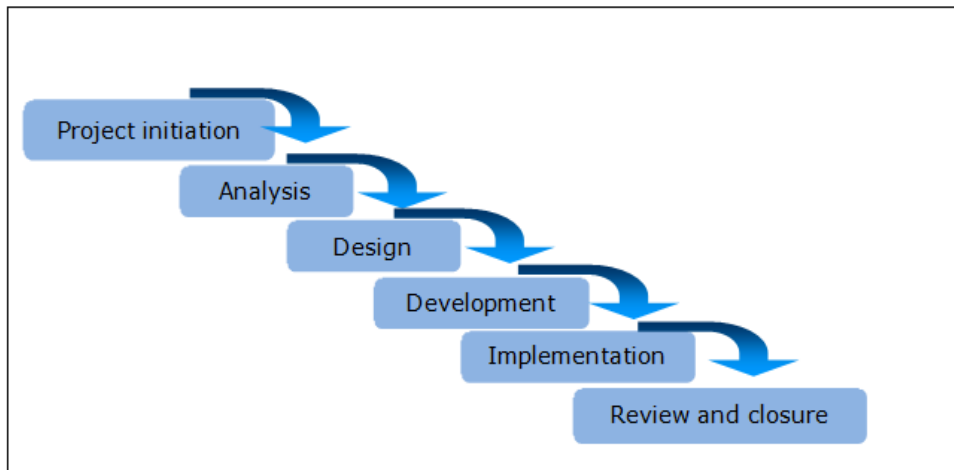 Project initiation
Analysis
Design
Development
Implementation
Review and closure